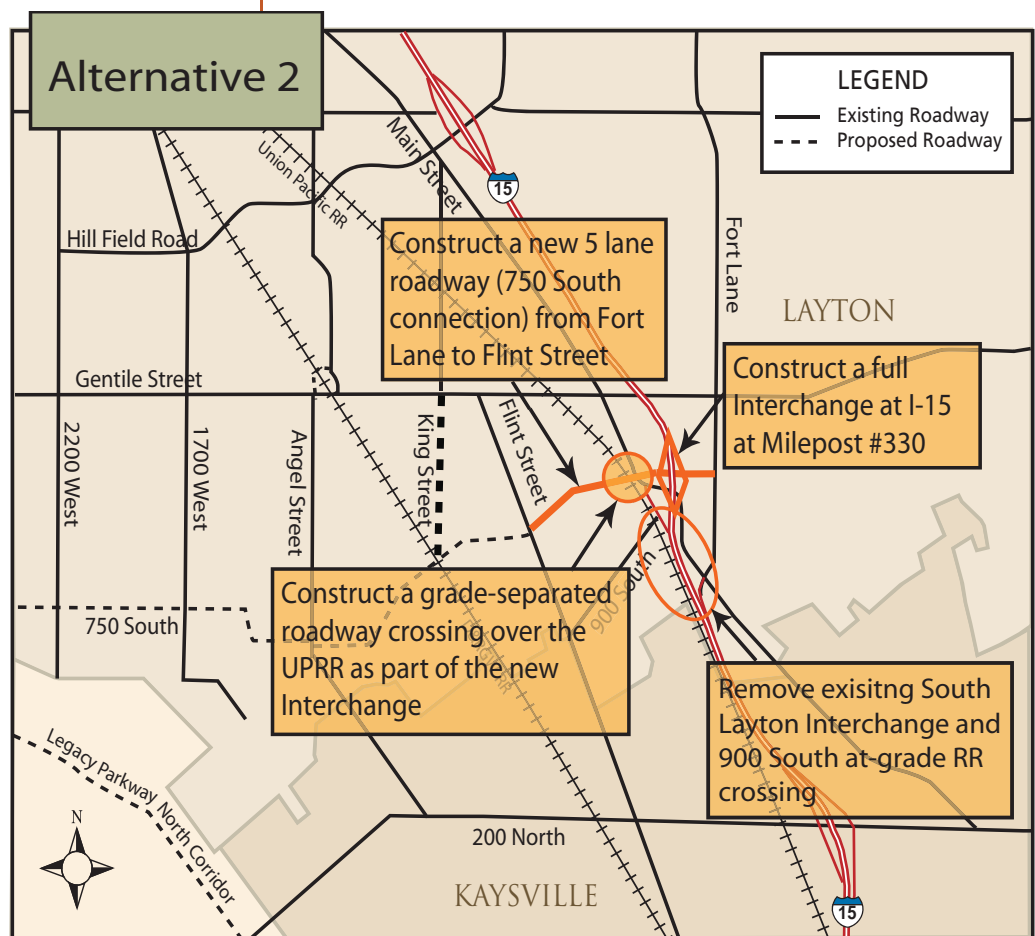 Alternative 2
LEGEND
Existing Roadway
Proposed Roadway
Main Street
Union Pacific RR
15
Fort Lane
Hill Field Road
Construct a new 5 lane
roadway (750 South
connection) from Fort
Lane to Flint Street
LAYTON
Construct a full
Interchange at I-15
at Milepost #330
Gentile Street
2200 West
1700 West
Angel Street
King Street
Flint Street
900 South
750 South
Construct a grade-separated
roadway crossing over the
UPRR as part of the new
Interchange
Remove exisitng South
Layton Interchange and
900 South at-grade RR
crossing
Legacy Parkway North Corridor
N
200 North
KAYSVILLE
15